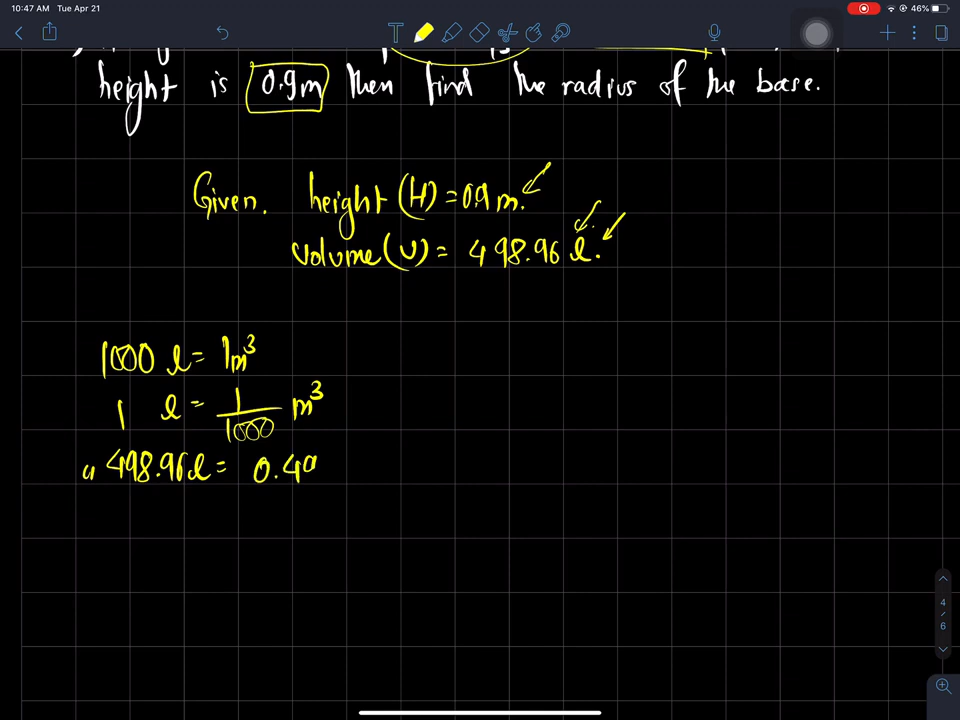 10:47 AM Tue Apr 21
46%
height is 0.9m then find the radius of the base.
Given. height (H) = 0.9 m.
Volume (V) = 498.96 l.
1000 l = 1m³
1 l = 1/1000 m³
498.96l = 0.49
4
6